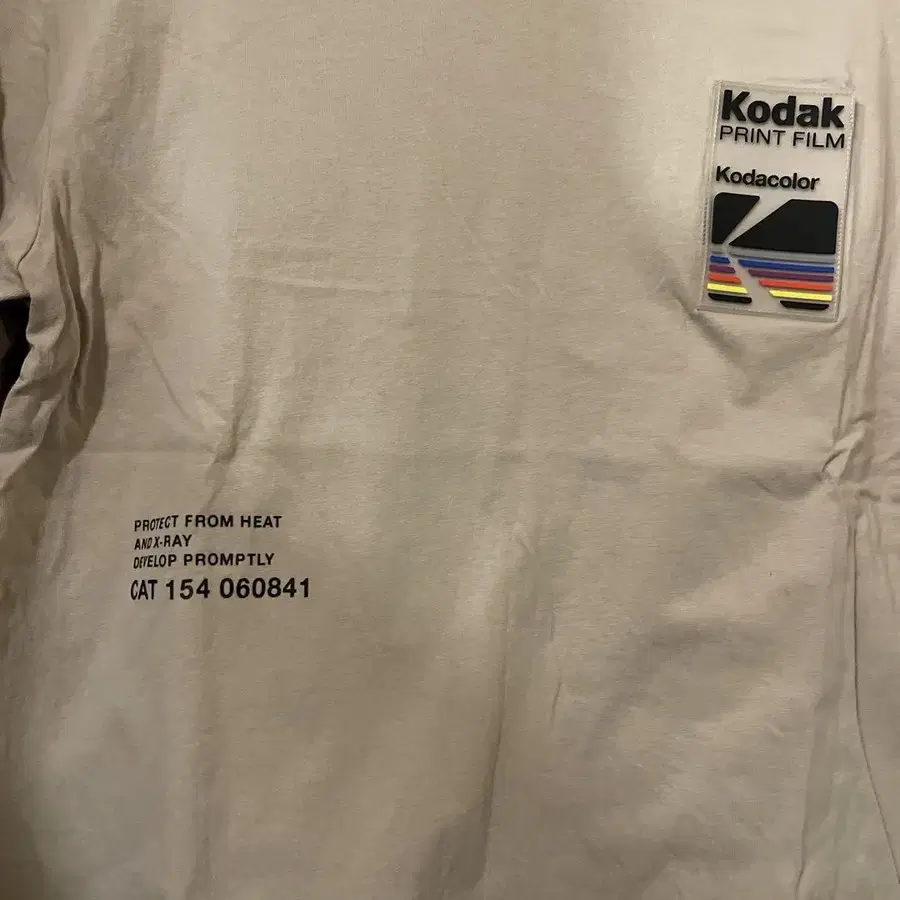 Kodak
PRINT FILM
Kodacolor
PROTECT FROM HEAT
AND X-RAY
DEVELOP PROMPTLY
CAT 154 060841